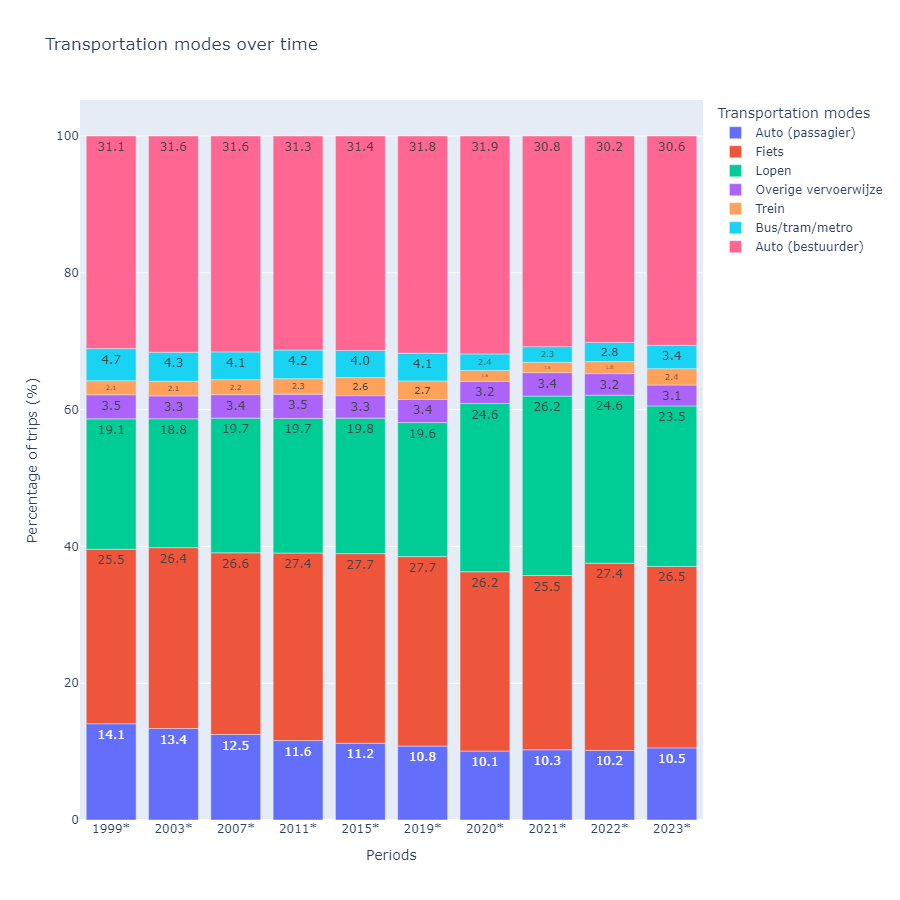 Transportation modes over time
Transportation modes
Auto (passagier)
Fiets
Lopen
Overige vervoerwijze
Trein
Bus/tram/metro
Auto (bestuurder)
Percentage of trips (%)
100
80
60
40
20
0
31.1 31.6 31.6 31.3 31.4 31.8 31.9 30.8 30.2 30.6
4.7 4.3 4.1 4.2 4.0 4.1 2.4 2.3 2.8 3.4
2.1 2.1 2.2 2.3 2.6 2.7 1.8 2.4
3.5 3.3 3.4 3.5 3.3 3.4 3.2 3.4 3.2 3.1
19.1 18.8 19.7 19.7 19.8 19.6 24.6 26.2 24.6 23.5
25.5 26.4 26.6 27.4 27.7 27.7 26.2 25.5 27.4 26.5
14.1 13.4 12.5 11.6 11.2 10.8 10.1 10.3 10.2 10.5
1999* 2003* 2007* 2011* 2015* 2019* 2020* 2021* 2022* 2023*
Periods